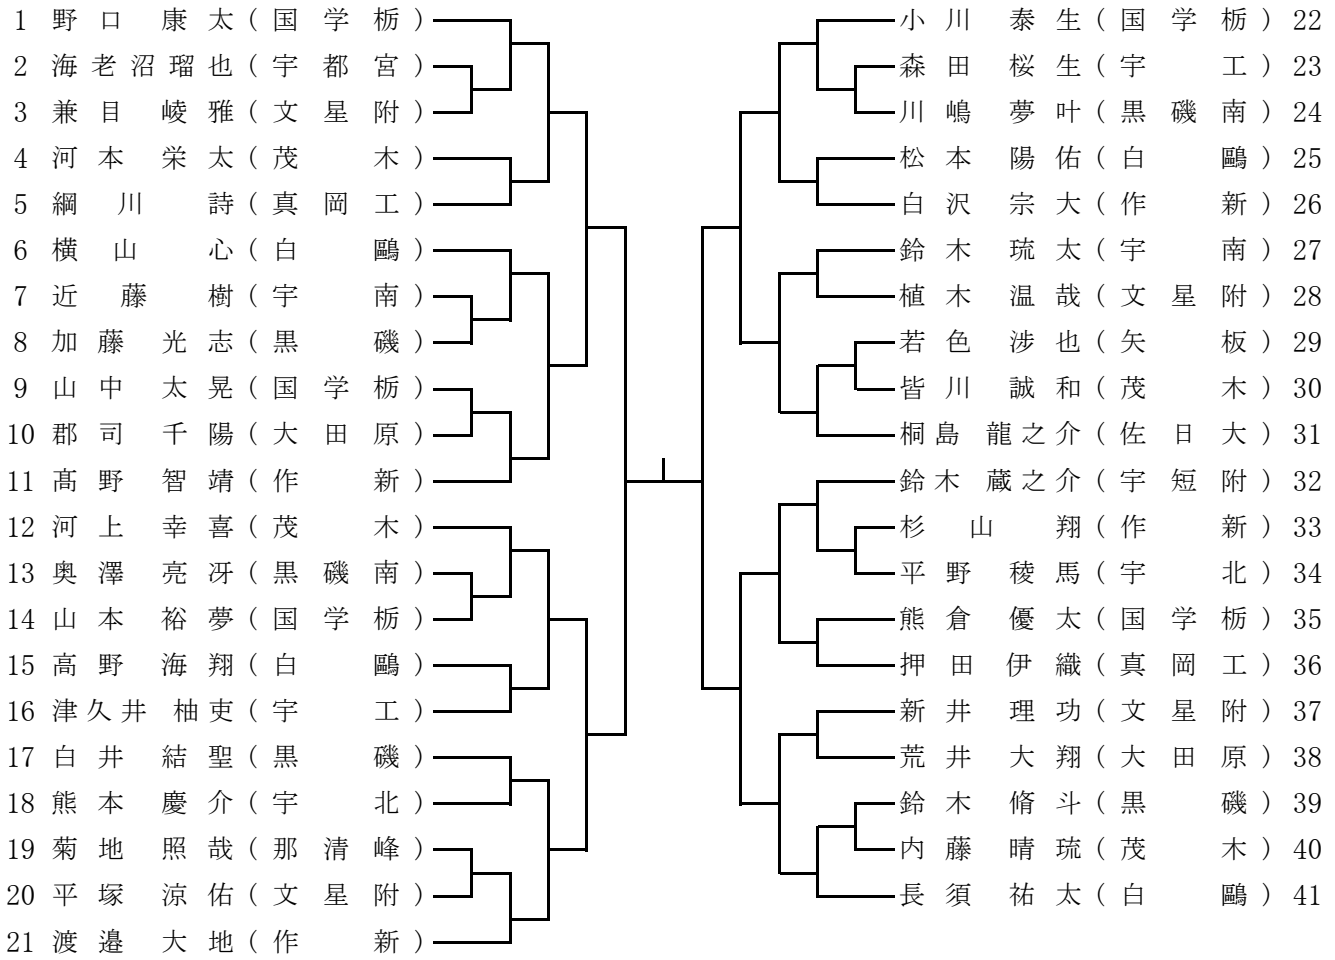 1 野口 康太(国学栃)
2 海老沼瑠也(宇都宮)
3 兼目 崚雅(文星附)
4 河本 栄太(茂木)
5 綱川 詩(真岡工)
6 横山 心(白鷗)
7 近藤 樹(宇南)
8 加藤 光志(黒磯)
9 山中 太晃(国学栃)
10 郡司 千陽(大田原)
11 髙野 智靖(作新)
12 河上 幸喜(茂木)
13 奥澤 亮冴(黒磯南)
14 山本 裕夢(国学栃)
15 高野 海翔(白鷗)
16 津久井 柚吏(宇工)
17 白井 結聖(黒磯)
18 熊本 慶介(宇北)
19 菊地 照哉(那清峰)
20 平塚 涼佑(文星附)
21 渡邉 大地(作新)
小川 泰生(国学栃) 22
森田 桜生(宇工) 23
川嶋 夢叶(黒磯南) 24
松本 陽佑(白鷗) 25
白沢 宗大(作新) 26
鈴木 琉太(宇南) 27
植木 温哉(文星附) 28
若色 渉也(矢板) 29
皆川 誠和(茂木) 30
桐島 龍之介(佐日大) 31
鈴木 蔵之介(宇短附) 32
杉山 翔(作新) 33
平野 稜馬(宇北) 34
熊倉 優太(国学栃) 35
押田 伊織(真岡工) 36
新井 理功(文星附) 37
荒井 大翔(大田原) 38
鈴木 脩斗(黒磯) 39
内藤 晴琉(茂木) 40
長須 祐太(白鷗) 41